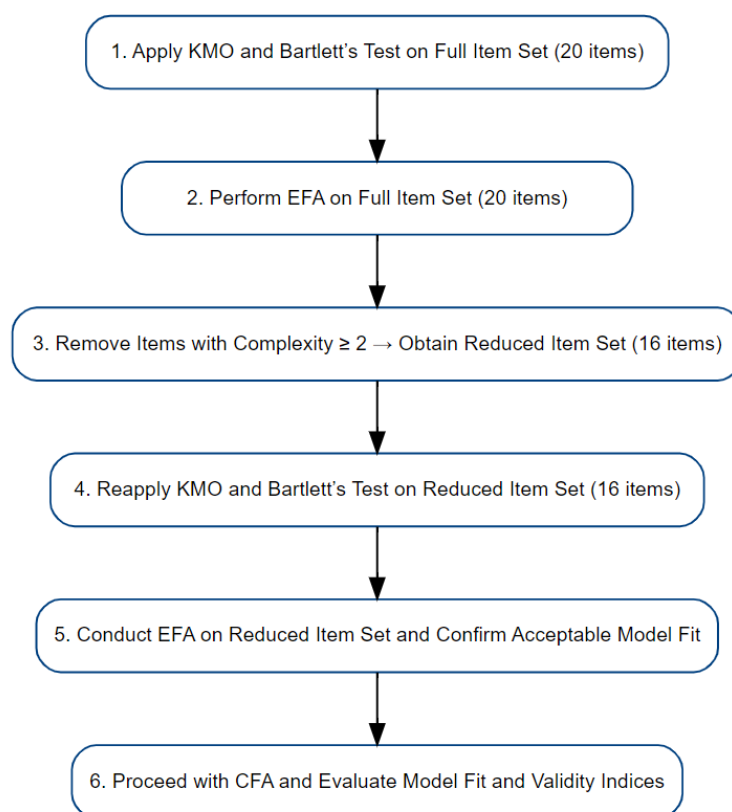 1. Apply KMO and Bartlett’s Test on Full Item Set (20 items)
2. Perform EFA on Full Item Set (20 items)
3. Remove Items with Complexity ≥ 2 → Obtain Reduced Item Set (16 items)
4. Reapply KMO and Bartlett’s Test on Reduced Item Set (16 items)
5. Conduct EFA on Reduced Item Set and Confirm Acceptable Model Fit
6. Proceed with CFA and Evaluate Model Fit and Validity Indices